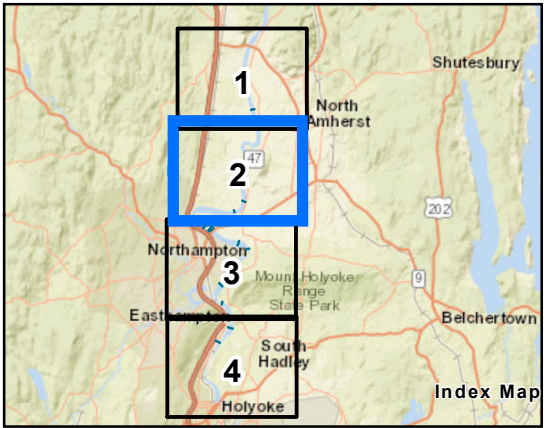 Shutesbury
1
North
Amherst
47
2
202
Northampton
3
Mount Holyoke
Range
State Park
9
Easthampton
Belchertown
South
Hadley
4
Index Map
Holyoke